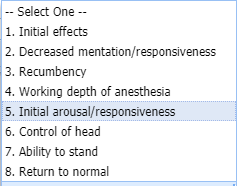 -- Select One --
1. Initial effects
2. Decreased mentation/responsiveness
3. Recumbency
4. Working depth of anesthesia
5. Initial arousal/responsiveness
6. Control of head
7. Ability to stand
8. Return to normal